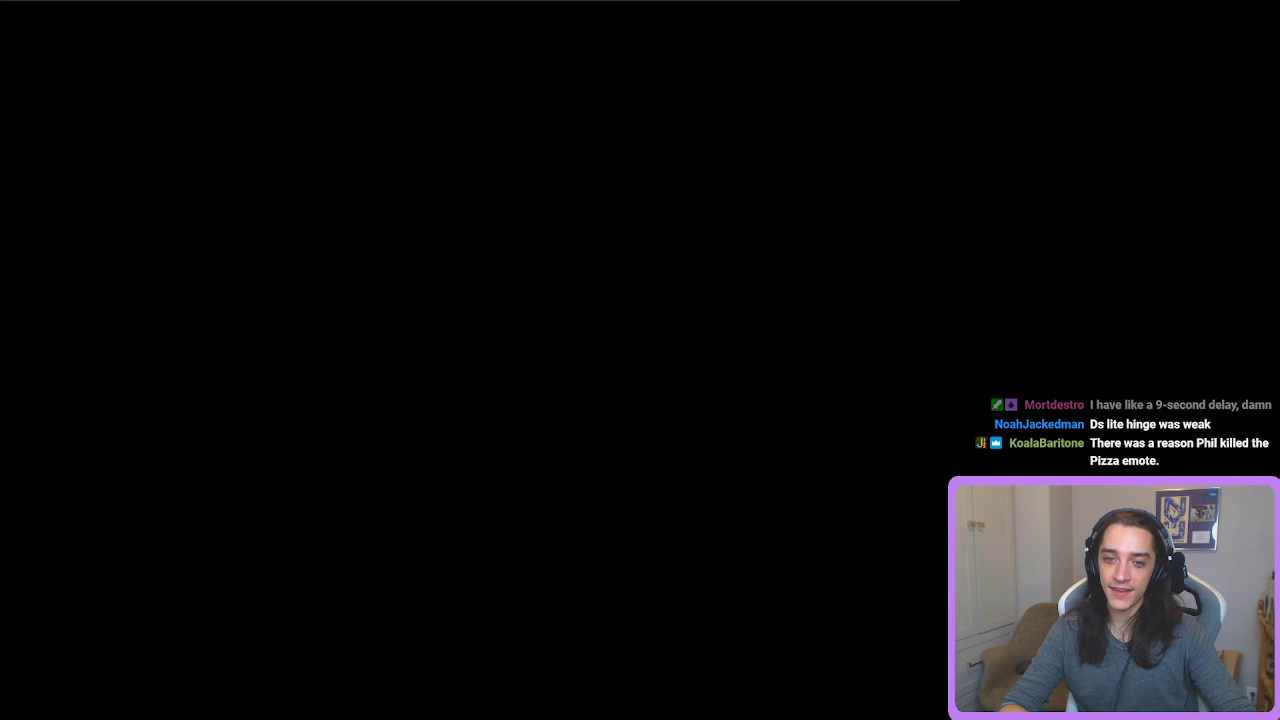 Mortdestro I have like a 9-second delay, damn
NoahJackedman Ds lite hinge was weak
KoalaBaritone There was a reason Phil killed the
Pizza emote.